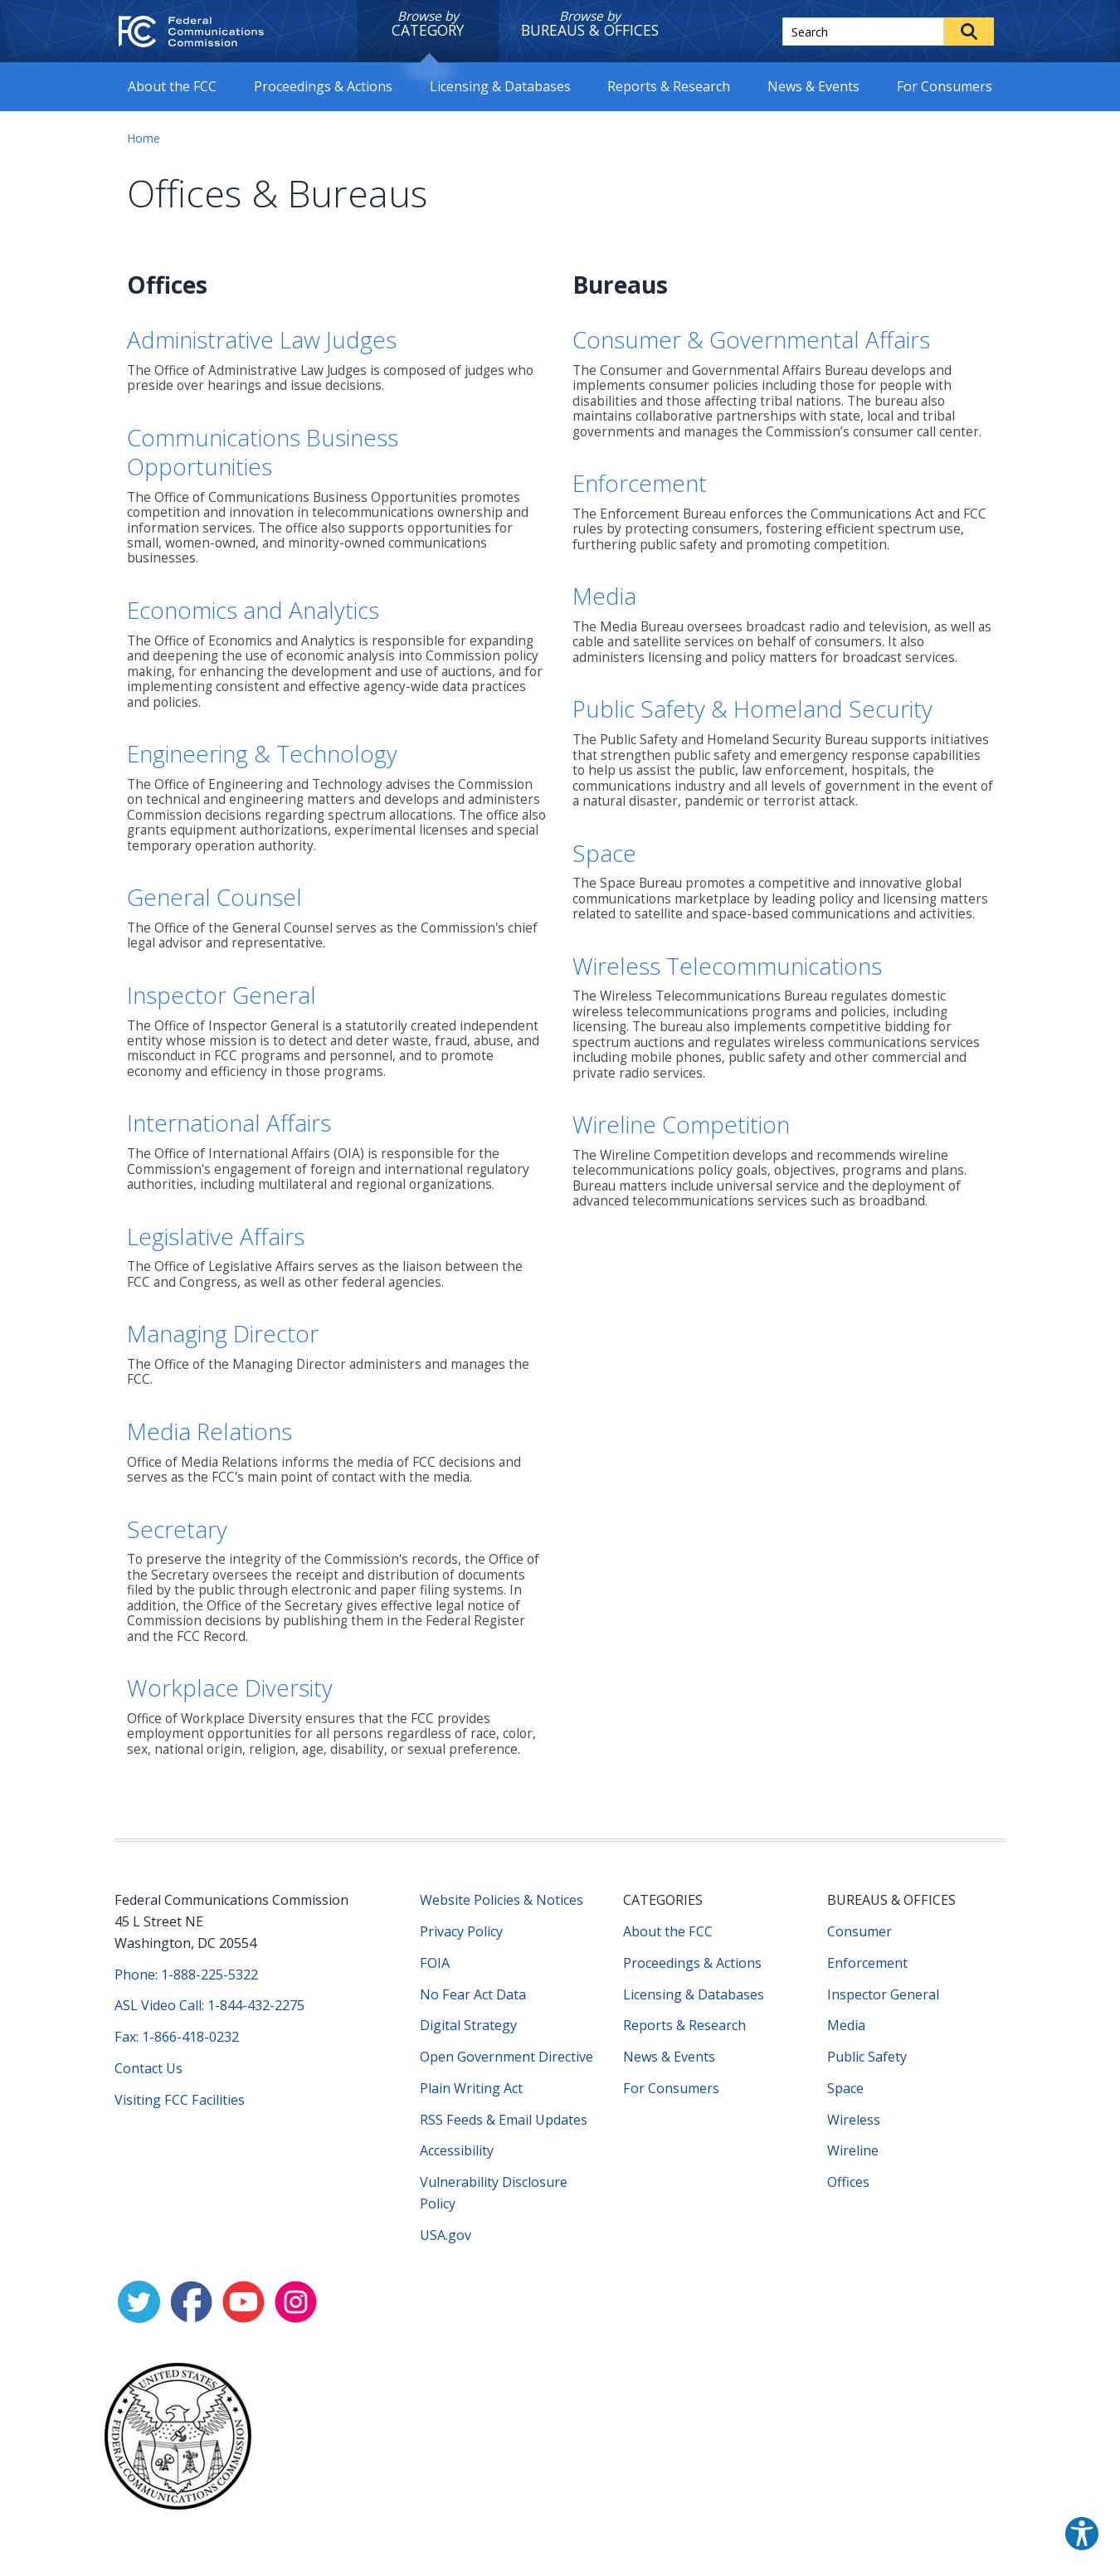 FC
Federal
Communications
Commission
Browse by
CATEGORY
Browse by
BUREAUS & OFFICES
Search
About the FCC
Proceedings & Actions
Licensing & Databases
Reports & Research
News & Events
For Consumers
Home
Offices & Bureaus
Offices
Administrative Law Judges
The Office of Administrative Law Judges is composed of judges who
preside over hearings and issue decisions.
Communications Business
Opportunities
The Office of Communications Business Opportunities promotes
competition and innovation in telecommunications ownership and
information services. The office also supports opportunities for
small, women-owned, and minority-owned communications
businesses.
Economics and Analytics
The Office of Economics and Analytics is responsible for expanding
and deepening the use of economic analysis into Commission policy
making, for enhancing the development and use of auctions, and for
implementing consistent and effective agency-wide data practices
and policies.
Engineering & Technology
The Office of Engineering and Technology advises the Commission
on technical and engineering matters and develops and administers
Commission decisions regarding spectrum allocations. The office also
grants equipment authorizations, experimental licenses and special
temporary operation authority.
General Counsel
The Office of the General Counsel serves as the Commission's chief
legal advisor and representative.
Inspector General
The Office of Inspector General is a statutorily created independent
entity whose mission is to detect and deter waste, fraud, abuse, and
misconduct in FCC programs and personnel, and to promote
economy and efficiency in those programs.
International Affairs
The Office of International Affairs (OIA) is responsible for the
Commission's engagement of foreign and international regulatory
authorities, including multilateral and regional organizations.
Legislative Affairs
The Office of Legislative Affairs serves as the liaison between the
FCC and Congress, as well as other federal agencies.
Managing Director
The Office of the Managing Director administers and manages the
FCC.
Media Relations
Office of Media Relations informs the media of FCC decisions and
serves as the FCC's main point of contact with the media.
Secretary
To preserve the integrity of the Commission's records, the Office of
the Secretary oversees the receipt and distribution of documents
filed by the public through electronic and paper filing systems. In
addition, the Office of the Secretary gives effective legal notice of
Commission decisions by publishing them in the Federal Register
and the FCC Record.
Workplace Diversity
Office of Workplace Diversity ensures that the FCC provides
employment opportunities for all persons regardless of race, color,
sex, national origin, religion, age, disability, or sexual preference.
Bureaus
Consumer & Governmental Affairs
The Consumer and Governmental Affairs Bureau develops and
implements consumer policies including those for people with
disabilities and those affecting tribal nations. The bureau also
maintains collaborative partnerships with state, local and tribal
governments and manages the Commission’s consumer call center.
Enforcement
The Enforcement Bureau enforces the Communications Act and FCC
rules by protecting consumers, fostering efficient spectrum use,
furthering public safety and promoting competition.
Media
The Media Bureau oversees broadcast radio and television, as well as
cable and satellite services on behalf of consumers. It also
administers licensing and policy matters for broadcast services.
Public Safety & Homeland Security
The Public Safety and Homeland Security Bureau supports initiatives
that strengthen public safety and emergency response capabilities
to help us assist the public, law enforcement, hospitals, the
communications industry and all levels of government in the event of
a natural disaster, pandemic or terrorist attack.
Space
The Space Bureau promotes a competitive and innovative global
communications marketplace by leading policy and licensing matters
related to satellite and space-based communications and activities.
Wireless Telecommunications
The Wireless Telecommunications Bureau regulates domestic
wireless telecommunications programs and policies, including
licensing. The bureau also implements competitive bidding for
spectrum auctions and regulates wireless communications services
including mobile phones, public safety and other commercial and
private radio services.
Wireline Competition
The Wireline Competition develops and recommends wireline
telecommunications policy goals, objectives, programs and plans.
Bureau matters include universal service and the deployment of
advanced telecommunications services such as broadband.
Federal Communications Commission
45 L Street NE
Washington, DC 20554
Phone: 1-888-225-5322
ASL Video Call: 1-844-432-2275
Fax: 1-866-418-0232
Contact Us
Visiting FCC Facilities
Website Policies & Notices
Privacy Policy
FOIA
No Fear Act Data
Digital Strategy
Open Government Directive
Plain Writing Act
RSS Feeds & Email Updates
Accessibility
Vulnerability Disclosure
Policy
USA.gov
CATEGORIES
About the FCC
Proceedings & Actions
Licensing & Databases
Reports & Research
News & Events
For Consumers
BUREAUS & OFFICES
Consumer
Enforcement
Inspector General
Media
Public Safety
Space
Wireless
Wireline
Offices
UNITED STATES
FEDERAL COMMUNICATIONS COMMISSION